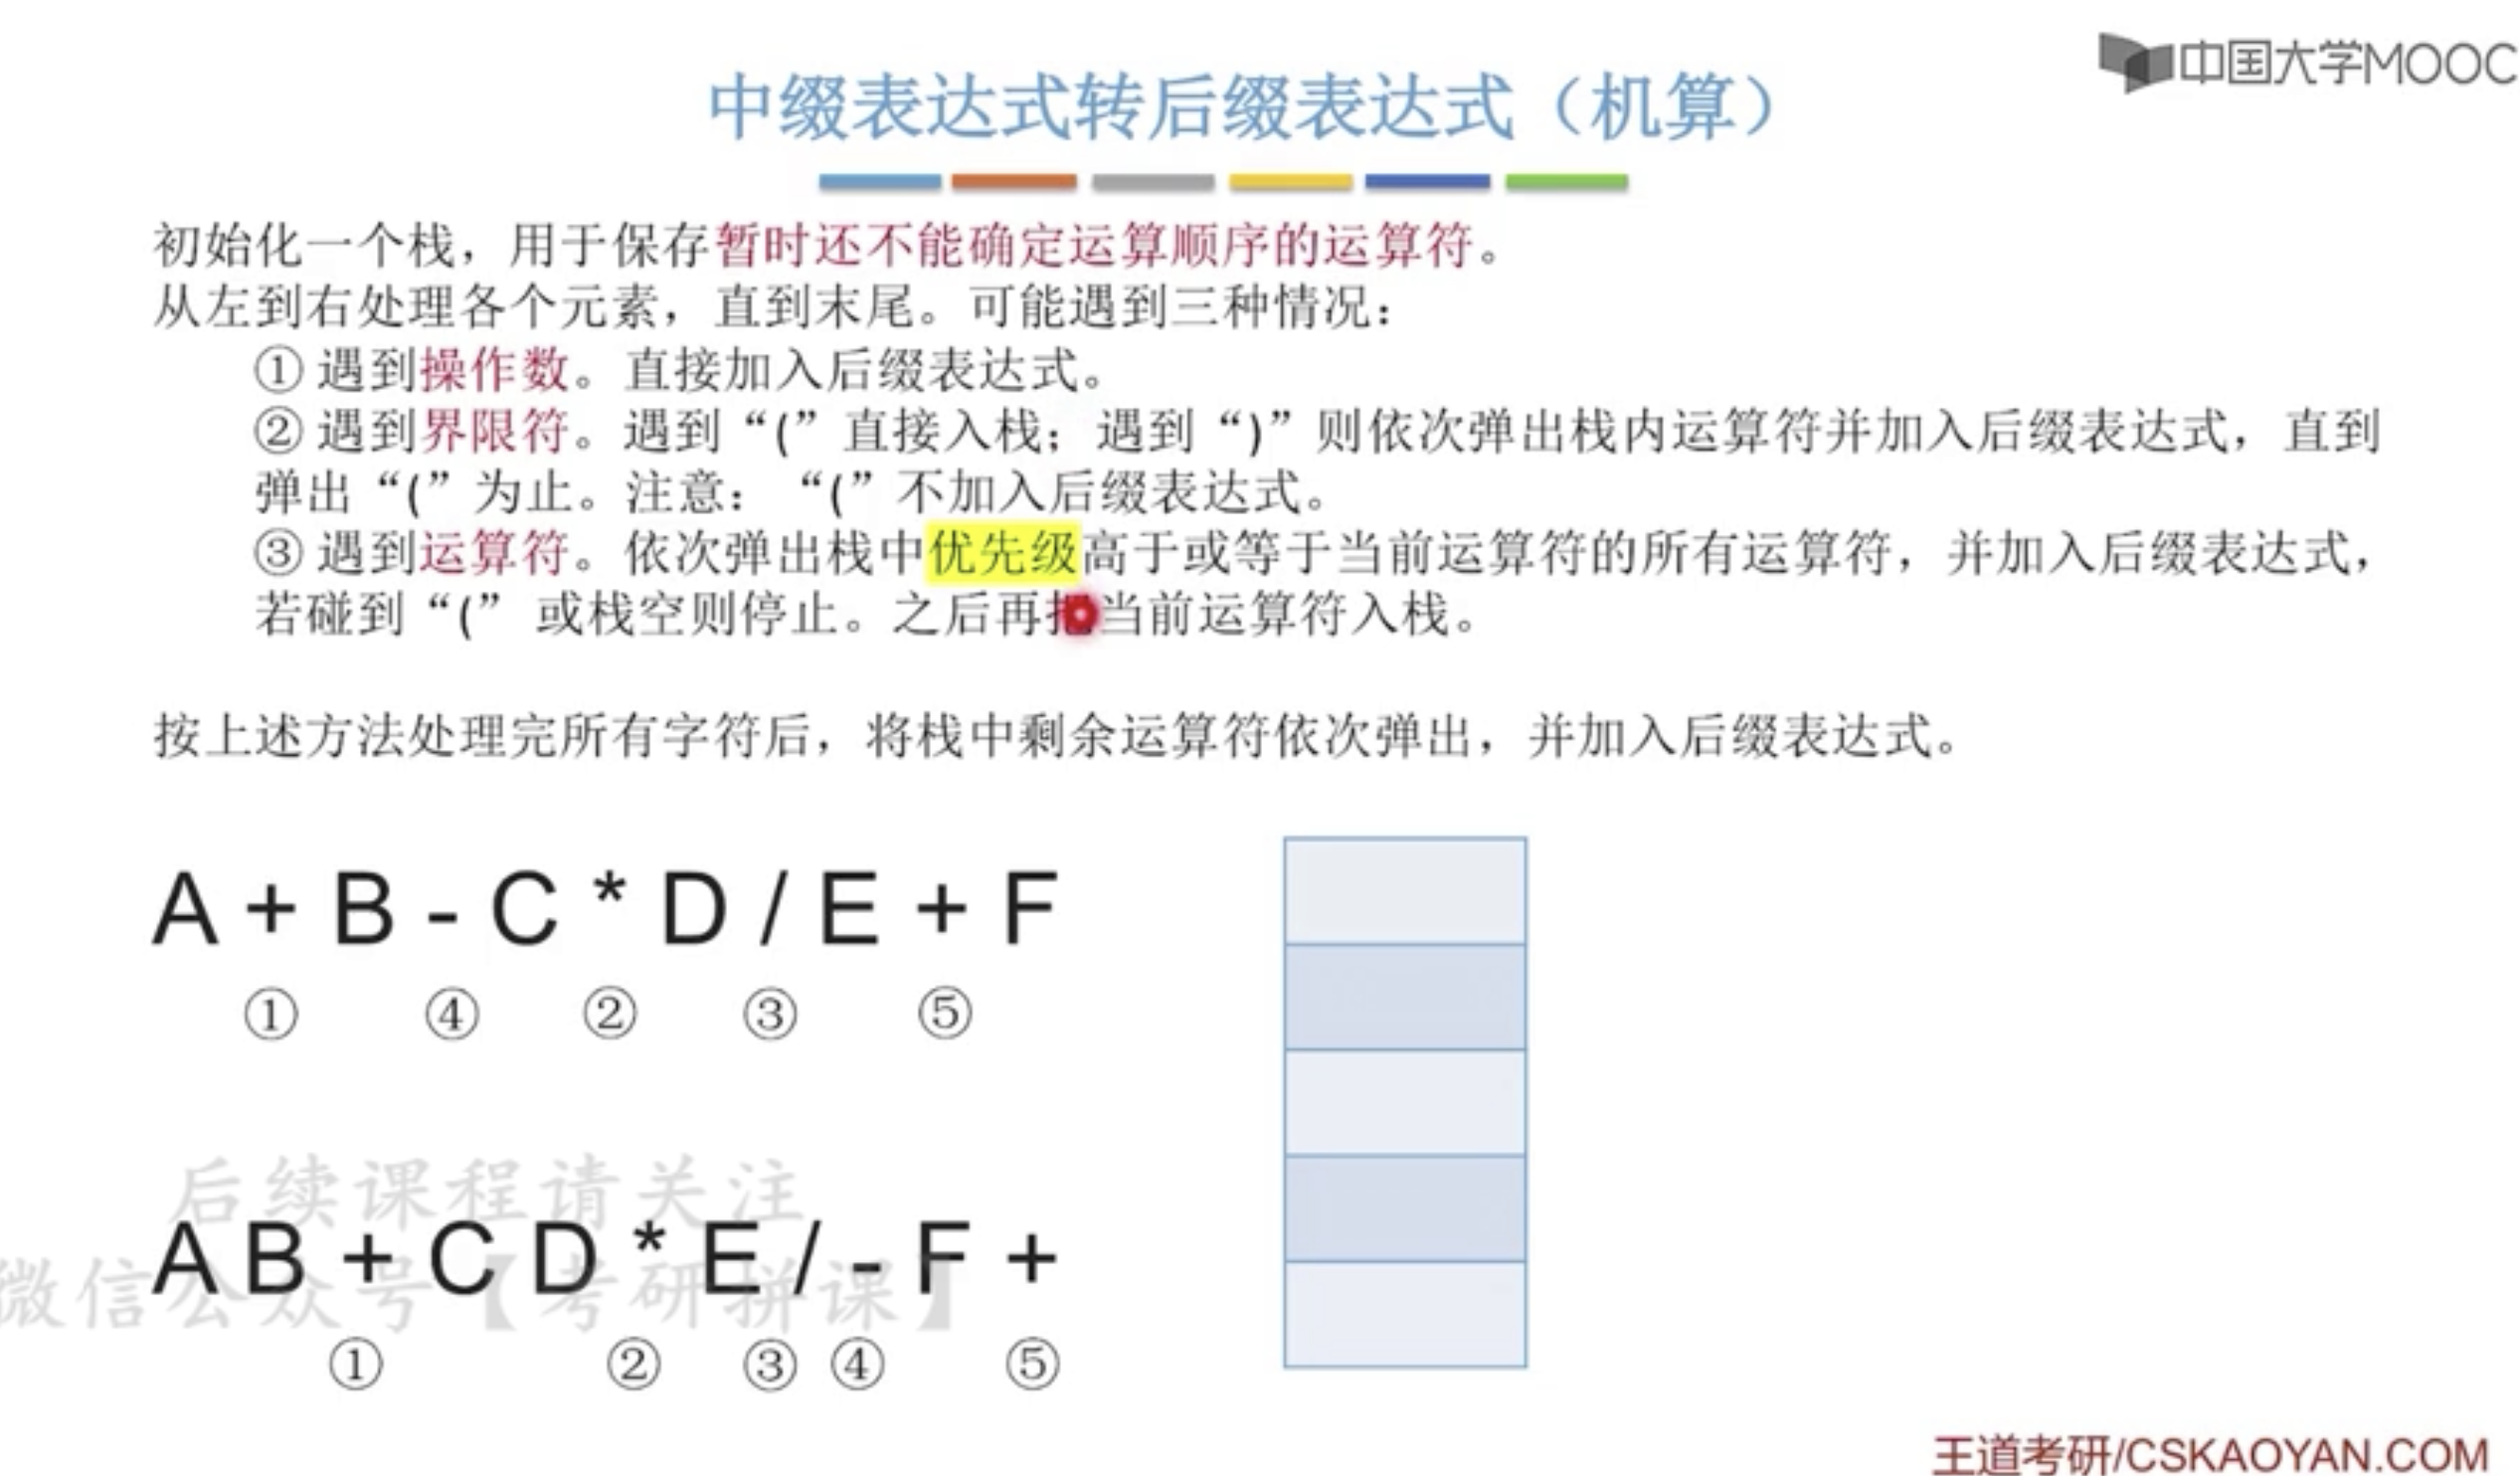 中国大学MOOC
中缀表达式转后缀表达式（机算）
初始化一个栈，用于保存暂时还不能确定运算顺序的运算符。
从左到右处理各个元素，直到末尾。可能遇到三种情况：
① 遇到操作数。直接加入后缀表达式。
② 遇到界限符。遇到“(”直接入栈；遇到“)”则依次弹出栈内运算符并加入后缀表达式，直到
弹出“(”为止。注意：“(”不加入后缀表达式。
③ 遇到运算符。依次弹出栈中优先级高于或等于当前运算符的所有运算符，并加入后缀表达式，
若碰到“(” 或栈空则停止。之后再当前运算符入栈。
按上述方法处理完所有字符后，将栈中剩余运算符依次弹出，并加入后缀表达式。
A + B - C * D / E + F
① ④ ② ③ ⑤
后续课程请关注
A B + C D * E / - F +
微信公众号【考研拼课】
① ② ③ ④ ⑤
王道考研/CSKAOYAN.COM